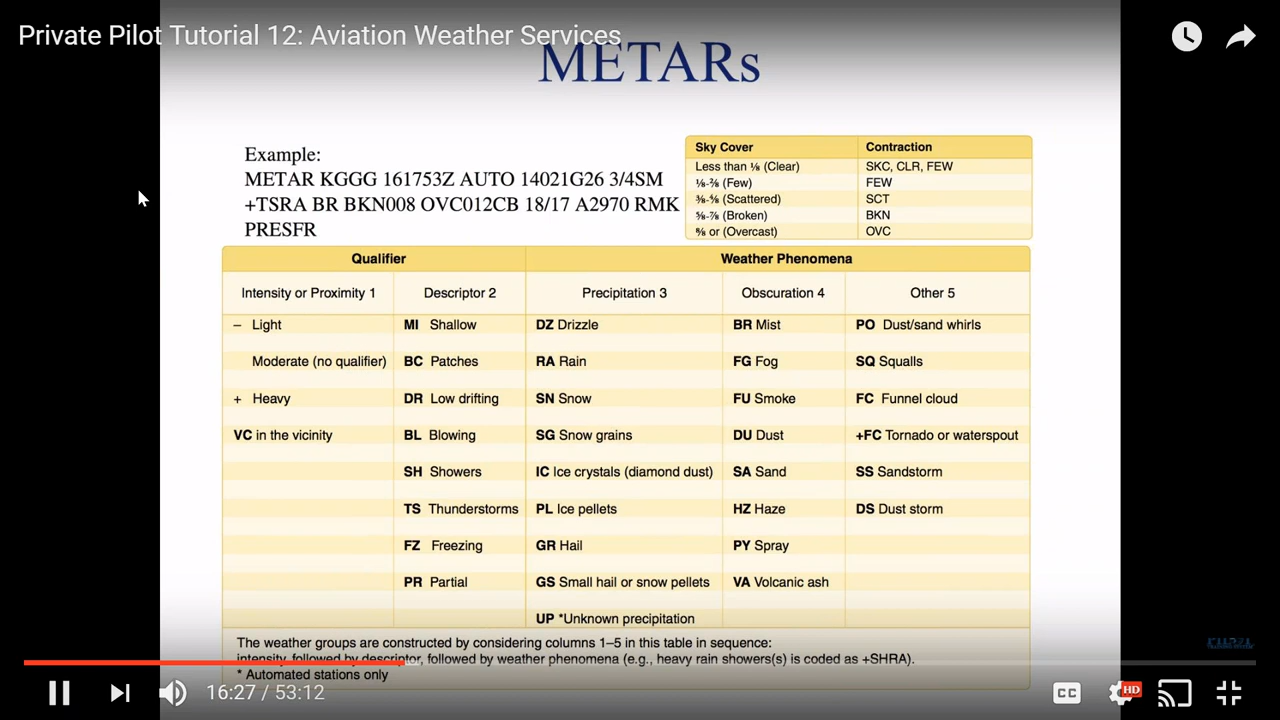 Private Pilot Tutorial 12: Aviation Weather Services
METARs
Example:
METAR KGGG 161753Z AUTO 14021G26 3/4SM
+TSRA BR BKN008 OVC012CB 18/17 A2970 RMK
PRESFR
Sky Cover Contraction
Less than ⅛ (Clear) SKC, CLR, FEW
⅛-²⁄₈ (Few) FEW
⅜-⁴⁄₈ (Scattered) SCT
⅝-⅞ (Broken) BKN
⁸⁄₈ or (Overcast) OVC
Qualifier Weather Phenomena
Intensity or Proximity 1 Descriptor 2 Precipitation 3 Obscuration 4 Other 5
– Light MI Shallow DZ Drizzle BR Mist PO Dust/sand whirls
Moderate (no qualifier) BC Patches RA Rain FG Fog SQ Squalls
+ Heavy DR Low drifting SN Snow FU Smoke FC Funnel cloud
VC in the vicinity BL Blowing SG Snow grains DU Dust +FC Tornado or waterspout
SH Showers IC Ice crystals (diamond dust) SA Sand SS Sandstorm
TS Thunderstorms PL Ice pellets HZ Haze DS Dust storm
FZ Freezing GR Hail PY Spray
PR Partial GS Small hail or snow pellets VA Volcanic ash
UP *Unknown precipitation
The weather groups are constructed by considering columns 1–5 in this table in sequence:
intensity, followed by descriptor, followed by weather phenomena (e.g., heavy rain showers(s) is coded as +SHRA).
* Automated stations only
16:27 / 53:12
CC
HD